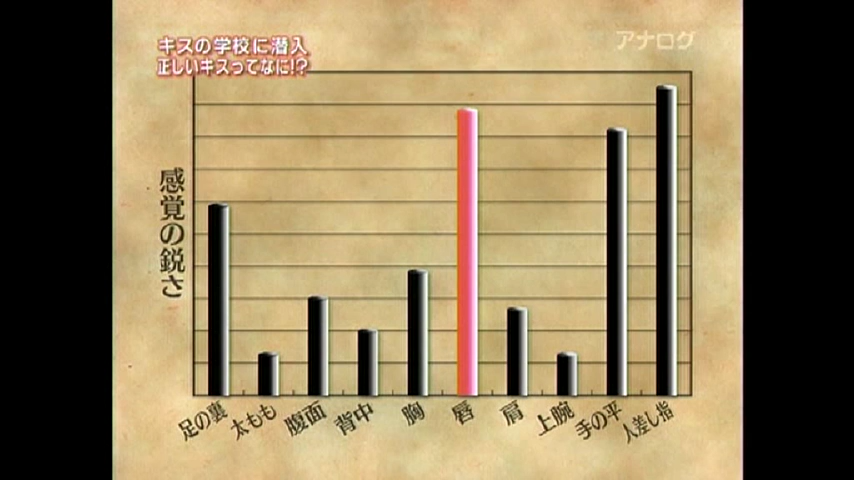 キスの学校に潜入
正しいキスってなに!?
アナログ
感覚の鋭さ
足の裏
太もも
腹面
背中
胸
唇
肩
上腕
手の平
人差し指